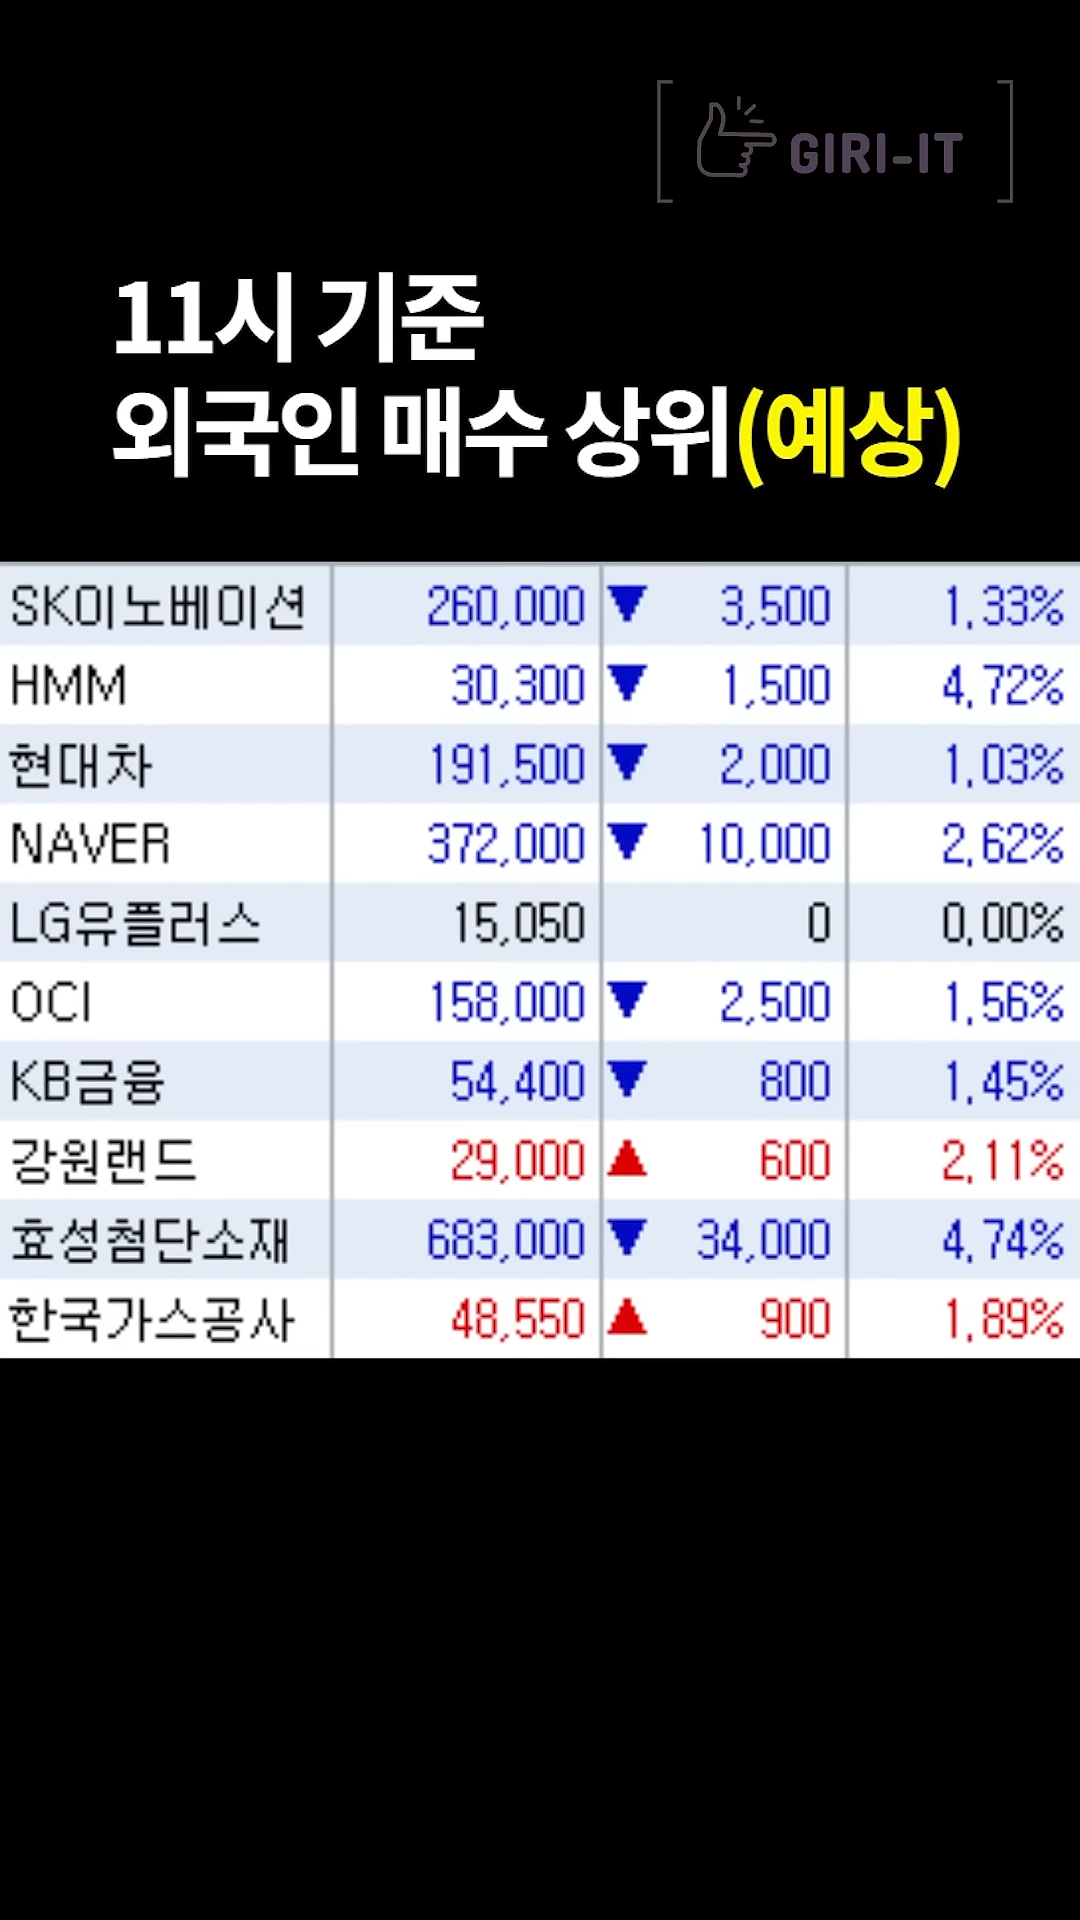 GIRI-IT
11시 기준
외국인 매수 상위(예상)
SK이노베이션 260,000 ▼ 3,500 1.33%
HMM 30,300 ▼ 1,500 4.72%
현대차 191,500 ▼ 2,000 1.03%
NAVER 372,000 ▼ 10,000 2.62%
LG유플러스 15,050 0 0.00%
OCI 158,000 ▼ 2,500 1.56%
KB금융 54,400 ▼ 800 1.45%
강원랜드 29,000 ▲ 600 2.11%
효성첨단소재 683,000 ▼ 34,000 4.74%
한국가스공사 48,550 ▲ 900 1.89%